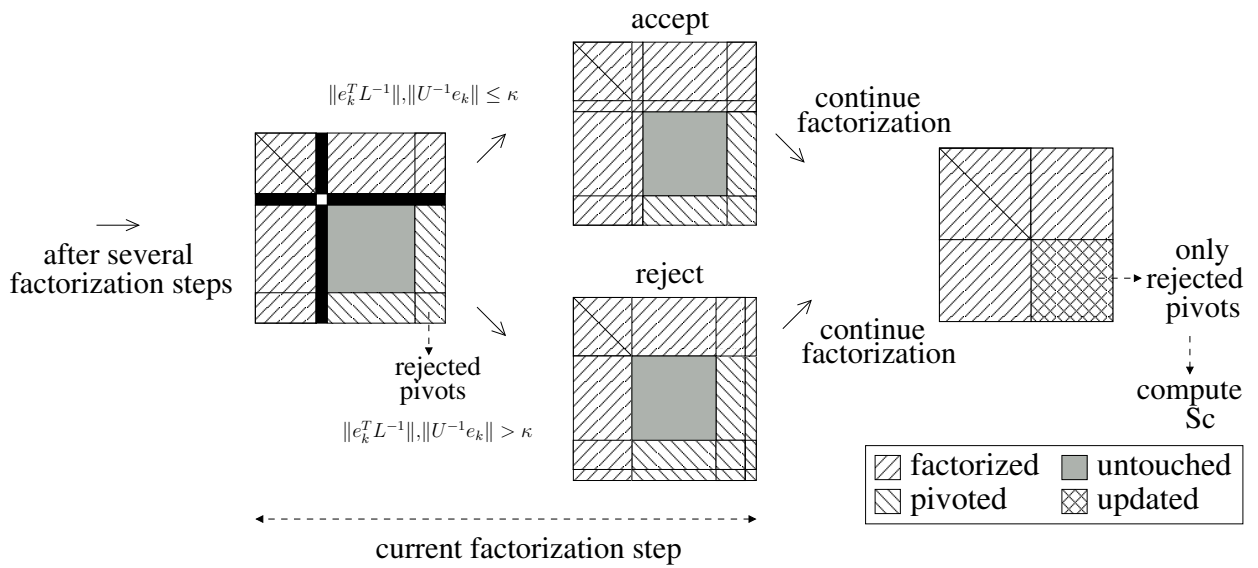 accept
‖e_k^T L^{-1}‖,‖U^{-1}e_k‖ ≤ κ
continue
factorization
after several
factorization steps
rejected
pivots
‖e_k^T L^{-1}‖,‖U^{-1}e_k‖ > κ
reject
continue
factorization
only
rejected
pivots
compute
Sc
factorized
untouched
pivoted
updated
current factorization step